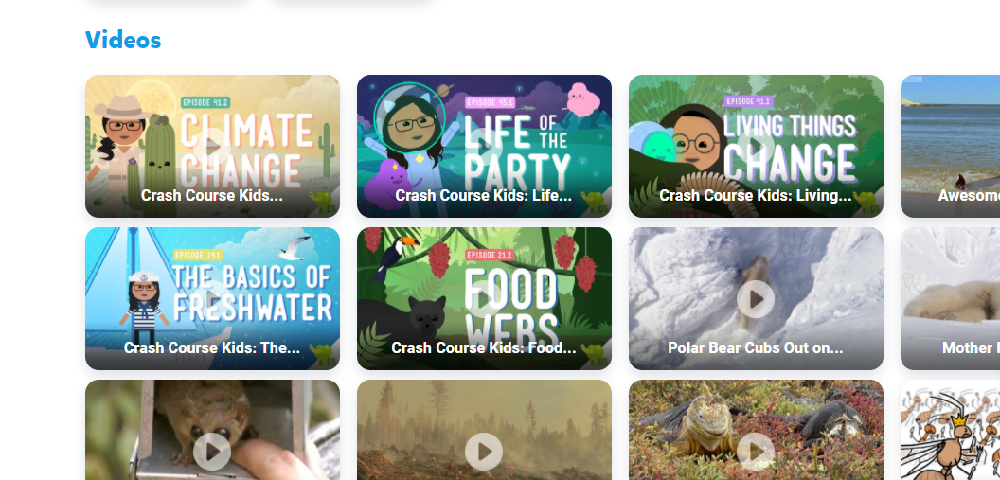 Videos
EPISODE 41.2
CLIMATE
CHANGE
Crash Course Kids...
EPISODE 45.1
LIFE OF
THE
PARTY
Crash Course Kids: Life...
EPISODE 41.1
LIVING THINGS
CHANGE
Crash Course Kids: Living...
Awesome
EPISODE 14.1
THE BASICS OF
FRESHWATER
Crash Course Kids: The...
EPISODE 21.2
FOOD
WEBS
Crash Course Kids: Food...
Polar Bear Cubs Out on...
Mother